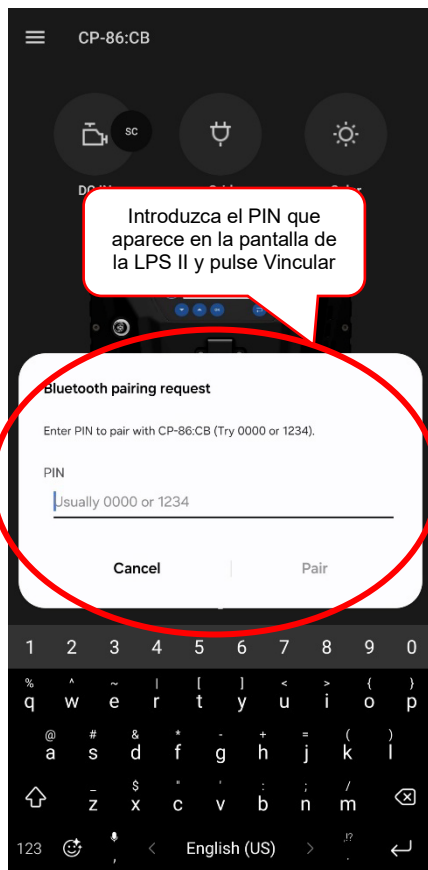 CP-86:CB
SC
Introduzca el PIN que
aparece en la pantalla de
la LPS II y pulse Vincular
Bluetooth pairing request
Enter PIN to pair with CP-86:CB (Try 0000 or 1234).
PIN
Usually 0000 or 1234
Cancel Pair
1 2 3 4 5 6 7 8 9 0
% ^ ~ | [ ] < > { }
q w e r t y u i o p
@ # & * - + = ( )
a s d f g h j k l
_ $ " ' : ; /
z x c v b n m
123 , < English (US) > ,!? .